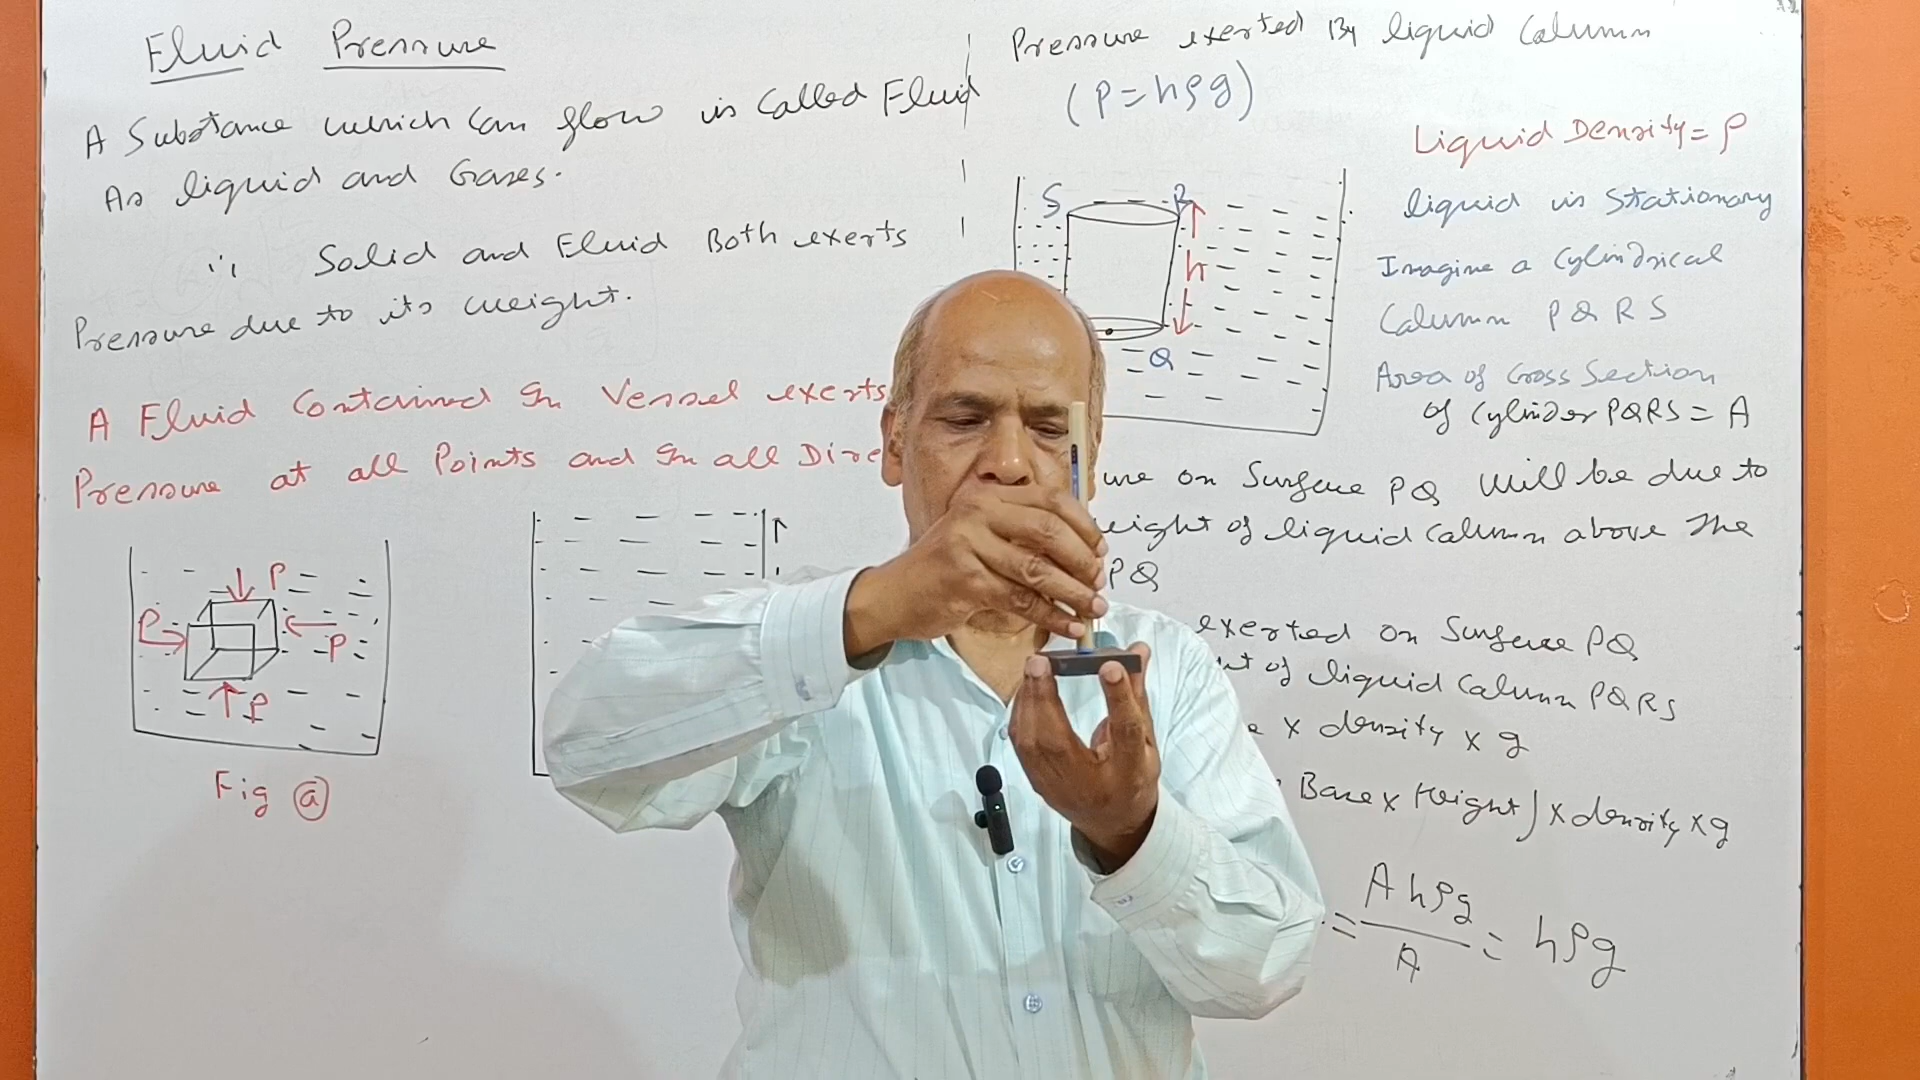 Fluid Pressure
A Substance which can flow is Called Fluid
As liquid and Gases.
Solid and Fluid Both exerts
Pressure due to its weight.
A Fluid Contained In Vessel exerts
Pressure at all Points and In all Dire
P
P
P
P
Fig a
Pressure exerted By liquid Column
(P = hρg)
Liquid Density = ρ
liquid is Stationary
Imagine a Cylindrical
Column PQRS
Area of Cross Section
of Cylinder PQRS = A
S
R
h
Q
ure on Surface PQ will be due to
eight of liquid Column above the
PQ
exerted on Surface PQ
ht of liquid Column PQRS
e x density x g
Base x Height) x density x g
= Ahρg / A = hρg